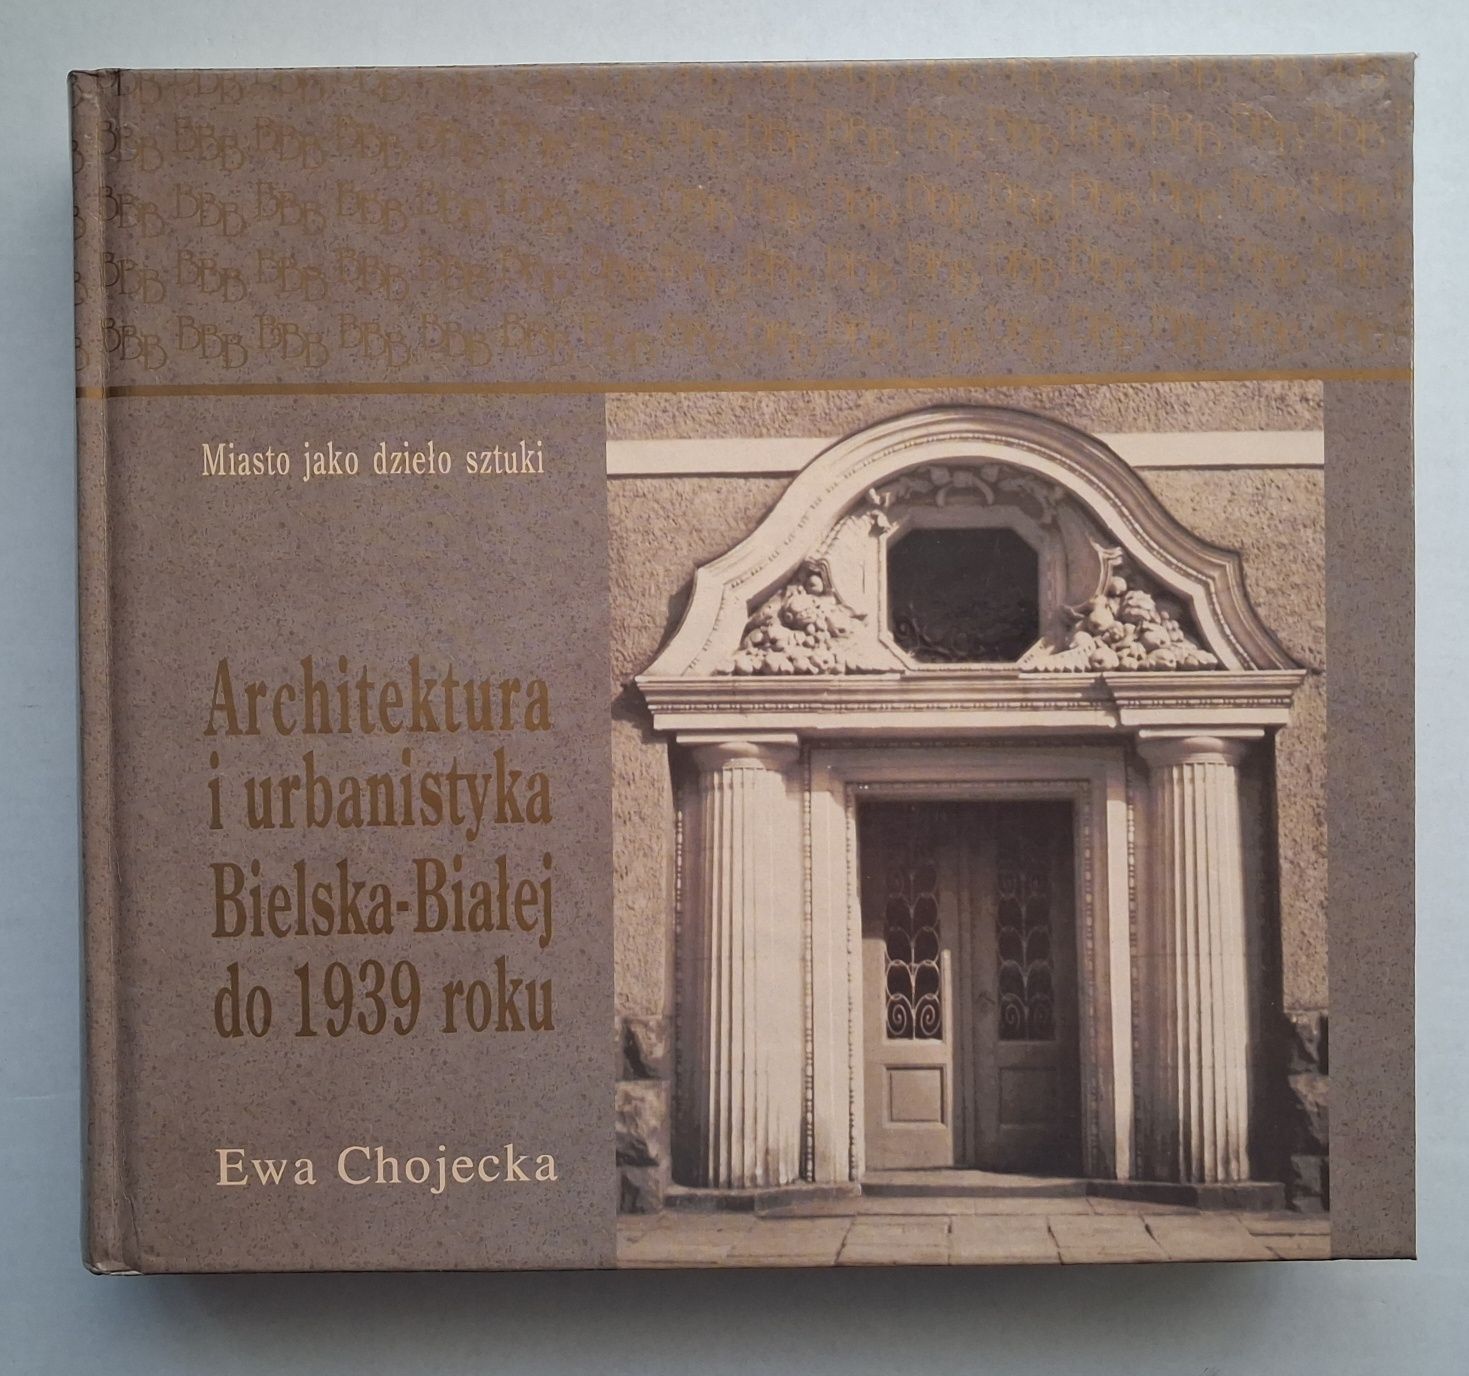 Miasto jako dzieło sztuki
Architektura
i urbanistyka
Bielska-Białej
do 1939 roku
Ewa Chojecka